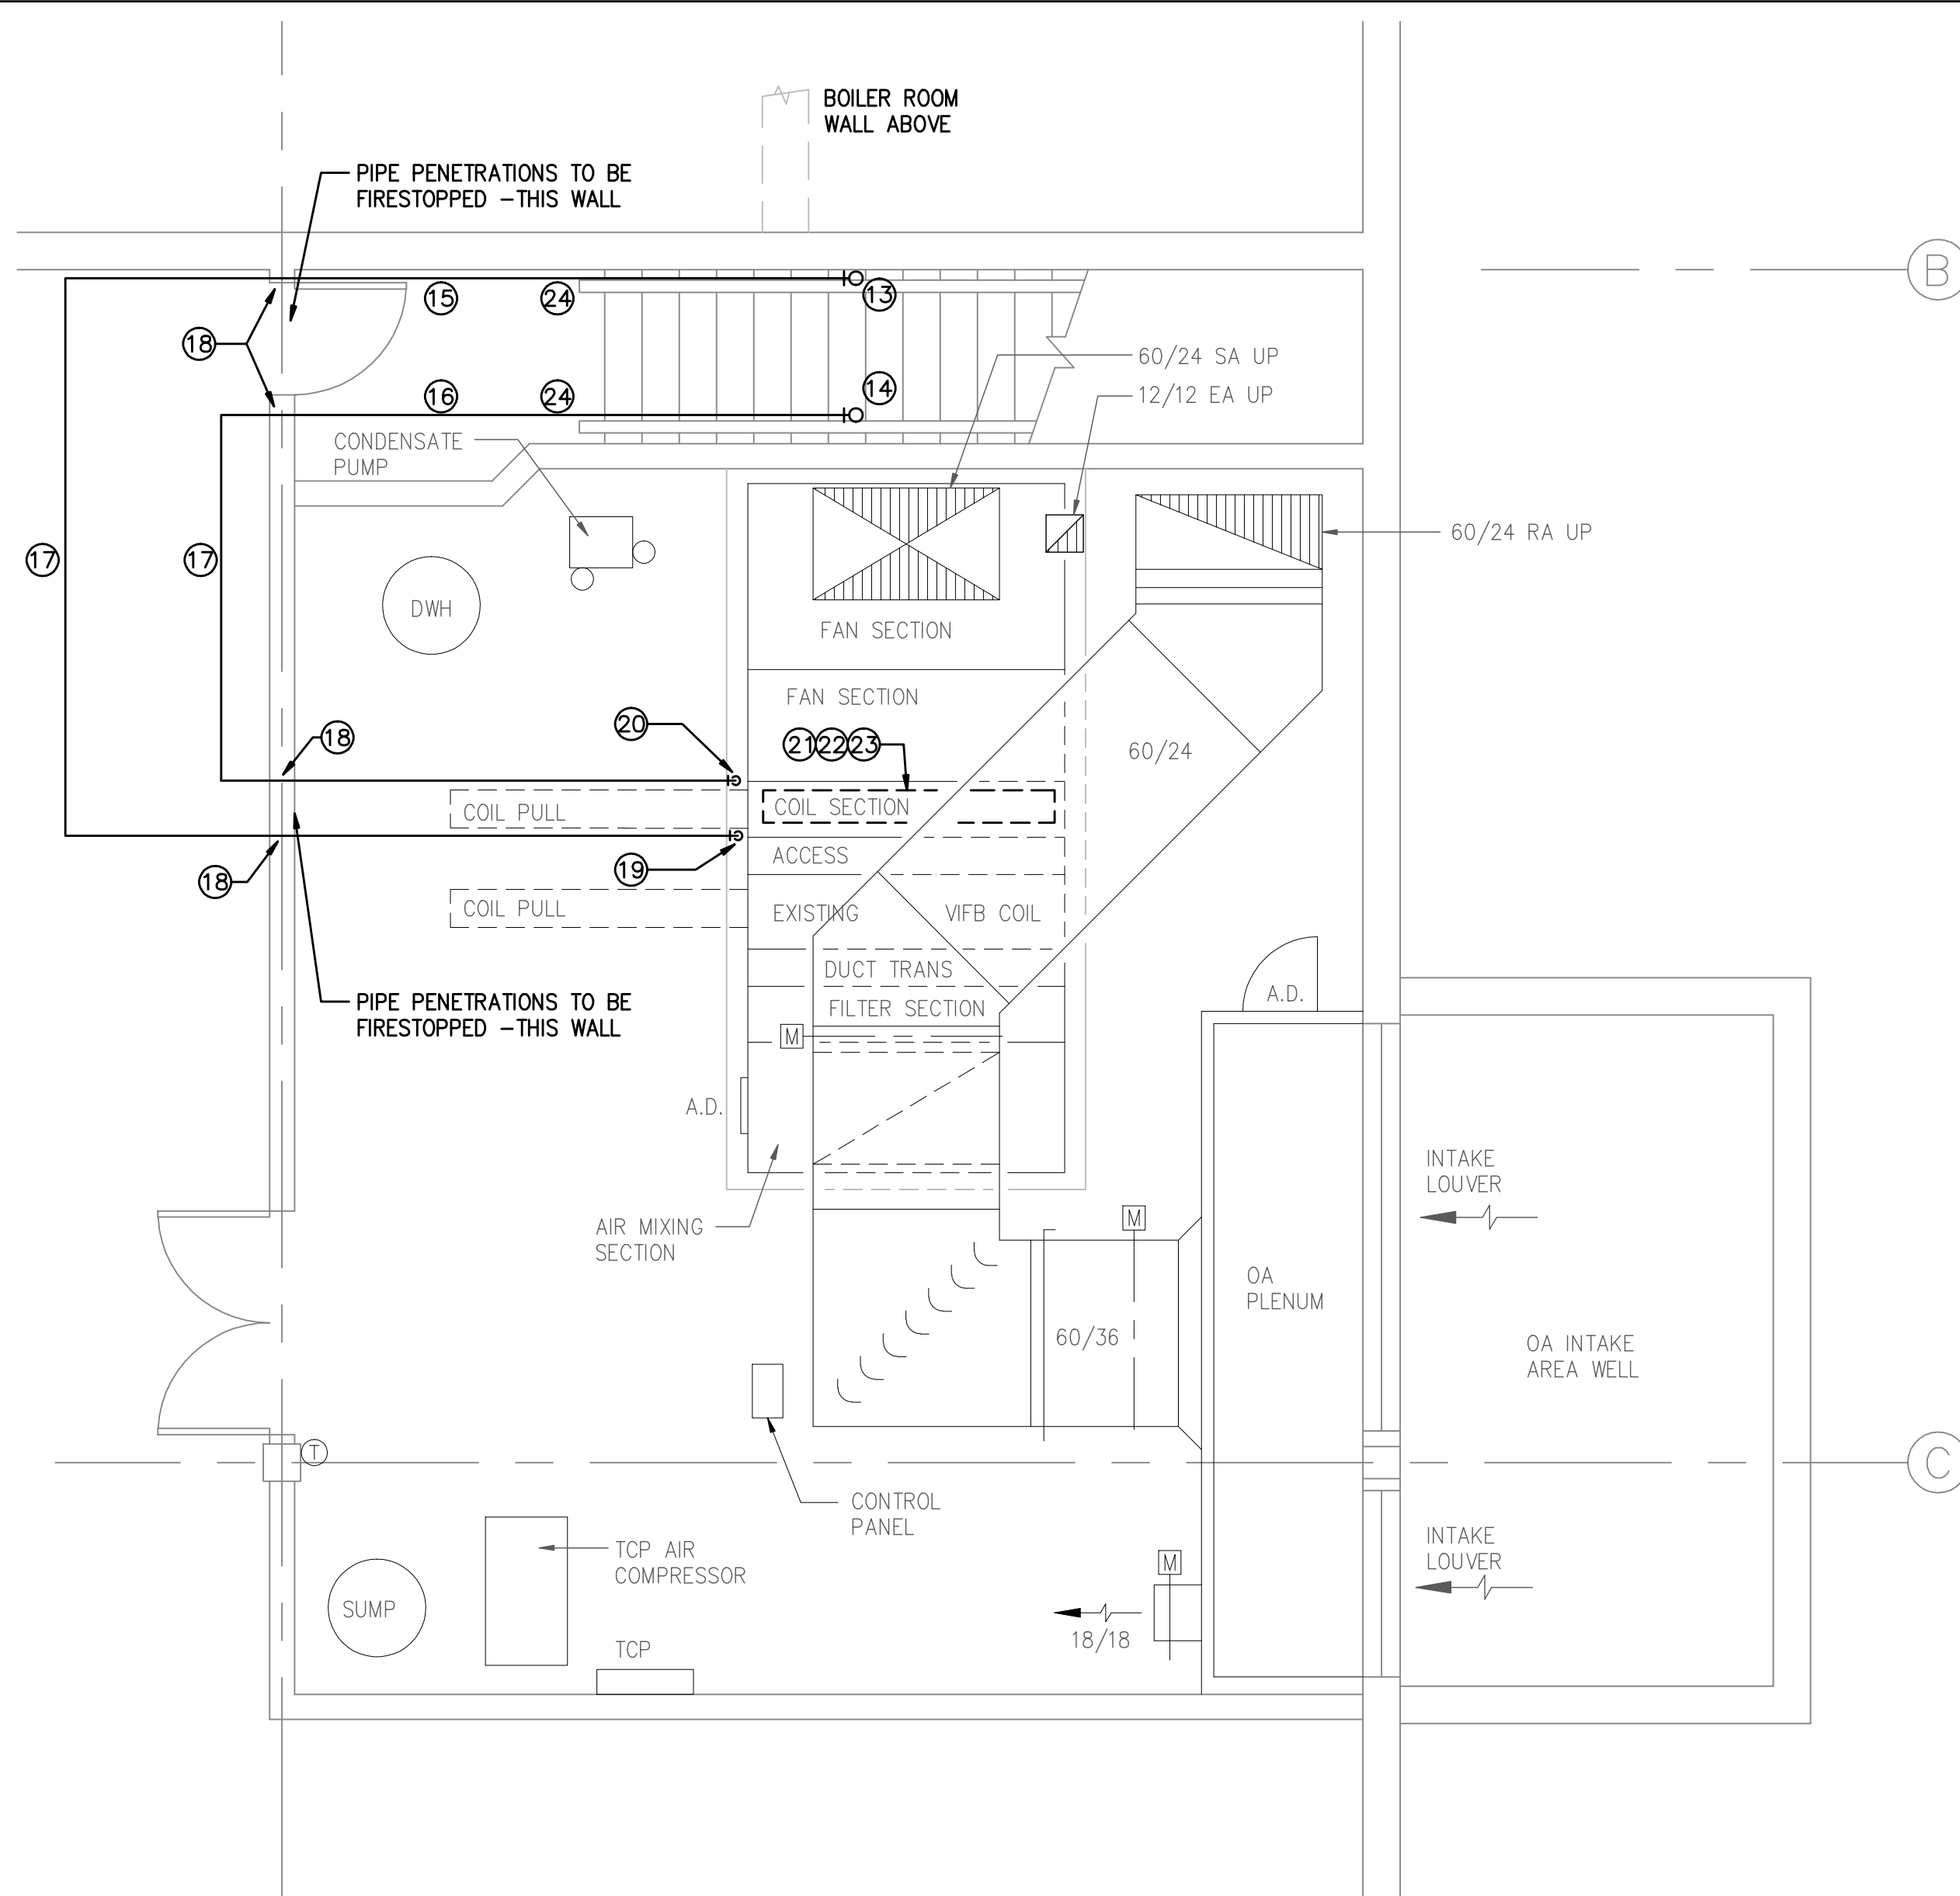 BOILER ROOM
WALL ABOVE
PIPE PENETRATIONS TO BE
FIRESTOPPED -THIS WALL
B
15
24
13
18
60/24 SA UP
12/12 EA UP
16
24
14
CONDENSATE
PUMP
60/24 RA UP
17
17
DWH
FAN SECTION
FAN SECTION
20
18
21
22
23
60/24
COIL PULL
COIL SECTION
ACCESS
19
18
COIL PULL
EXISTING
VIFB COIL
DUCT TRANS
PIPE PENETRATIONS TO BE
FIRESTOPPED -THIS WALL
FILTER SECTION
A.D.
M
A.D.
INTAKE
LOUVER
AIR MIXING
SECTION
M
OA
PLENUM
60/36
OA INTAKE
AREA WELL
T
C
CONTROL
PANEL
TCP AIR
COMPRESSOR
INTAKE
LOUVER
M
SUMP
18/18
TCP